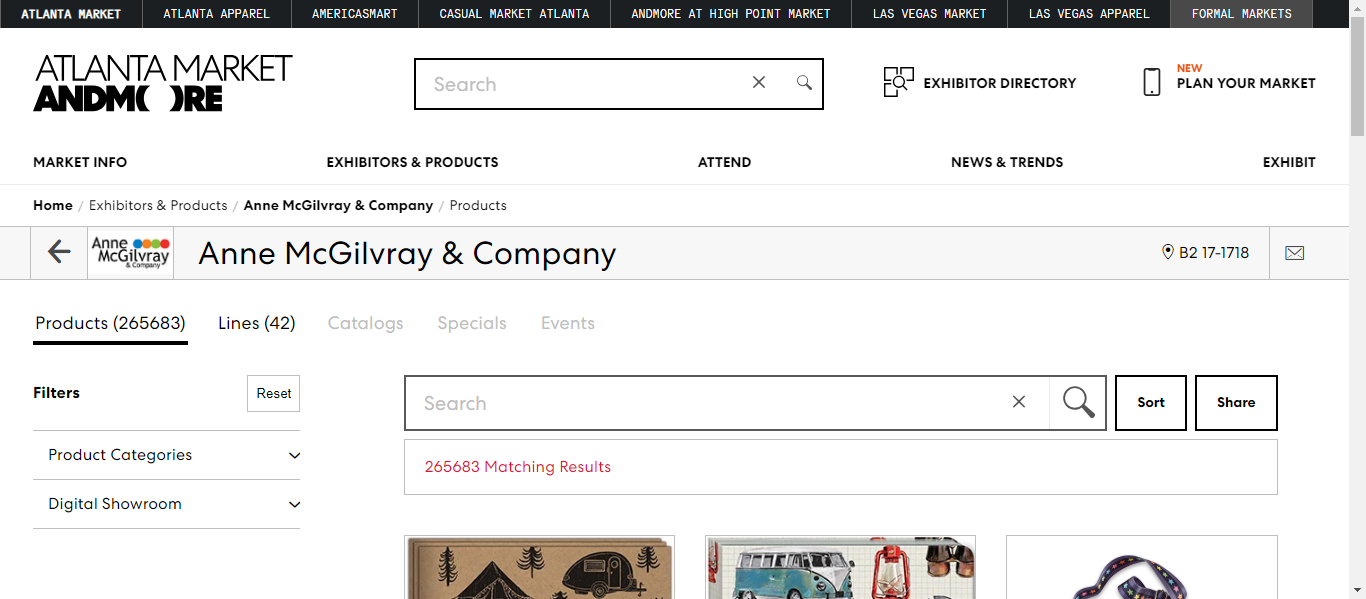 ATLANTA MARKET
ATLANTA APPAREL
AMERICASMART
CASUAL MARKET ATLANTA
ANDMORE AT HIGH POINT MARKET
LAS VEGAS MARKET
LAS VEGAS APPAREL
FORMAL MARKETS
ATLANTA MARKET
ANDMORE
Search
EXHIBITOR DIRECTORY
NEW
PLAN YOUR MARKET
MARKET INFO
EXHIBITORS & PRODUCTS
ATTEND
NEWS & TRENDS
EXHIBIT
Home / Exhibitors & Products / Anne McGilvray & Company / Products
Anne
McGilvray
& Company
Anne McGilvray & Company
B2 17-1718
Products (265683)
Lines (42)
Catalogs
Specials
Events
Filters
Reset
Search
Sort
Share
Product Categories
265683 Matching Results
Digital Showroom